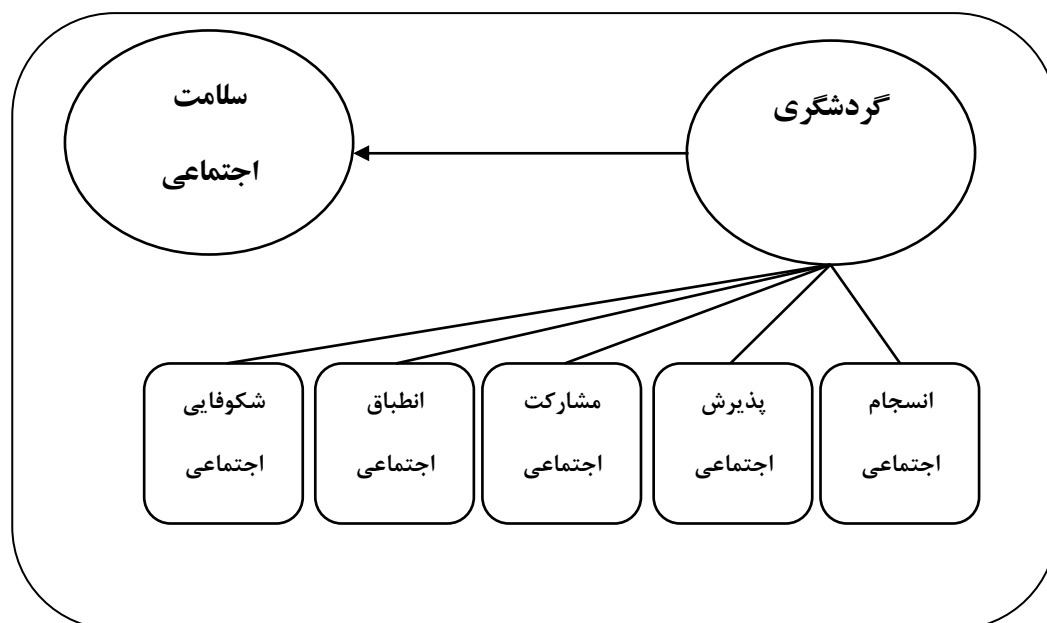 گردشگری
سلامت
اجتماعی
انسجام
اجتماعی
پذیرش
اجتماعی
مشارکت
اجتماعی
انطباق
اجتماعی
شکوفایی
اجتماعی